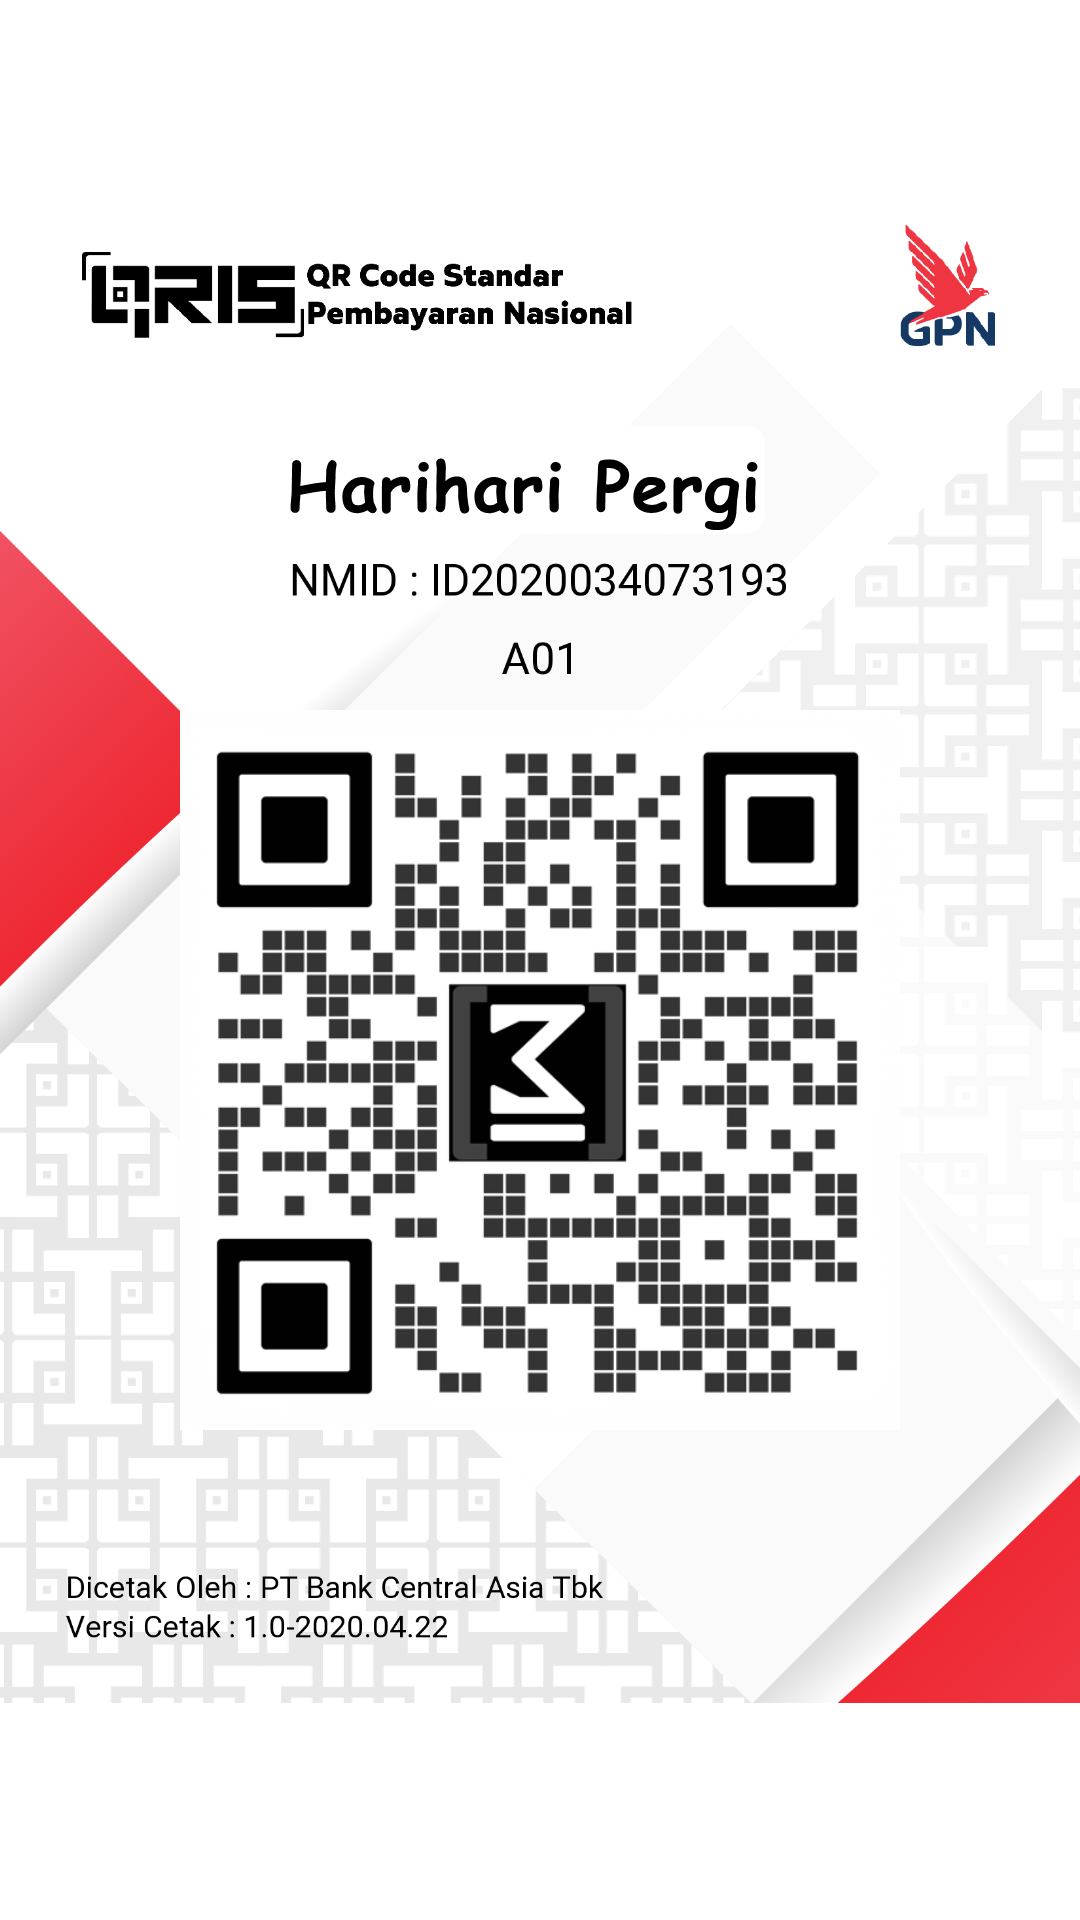 QRIS QR Code Standar
Pembayaran Nasional
GPN
Harihari Pergi
NMID : ID2020034073193
A01
Dicetak Oleh : PT Bank Central Asia Tbk
Versi Cetak : 1.0-2020.04.22